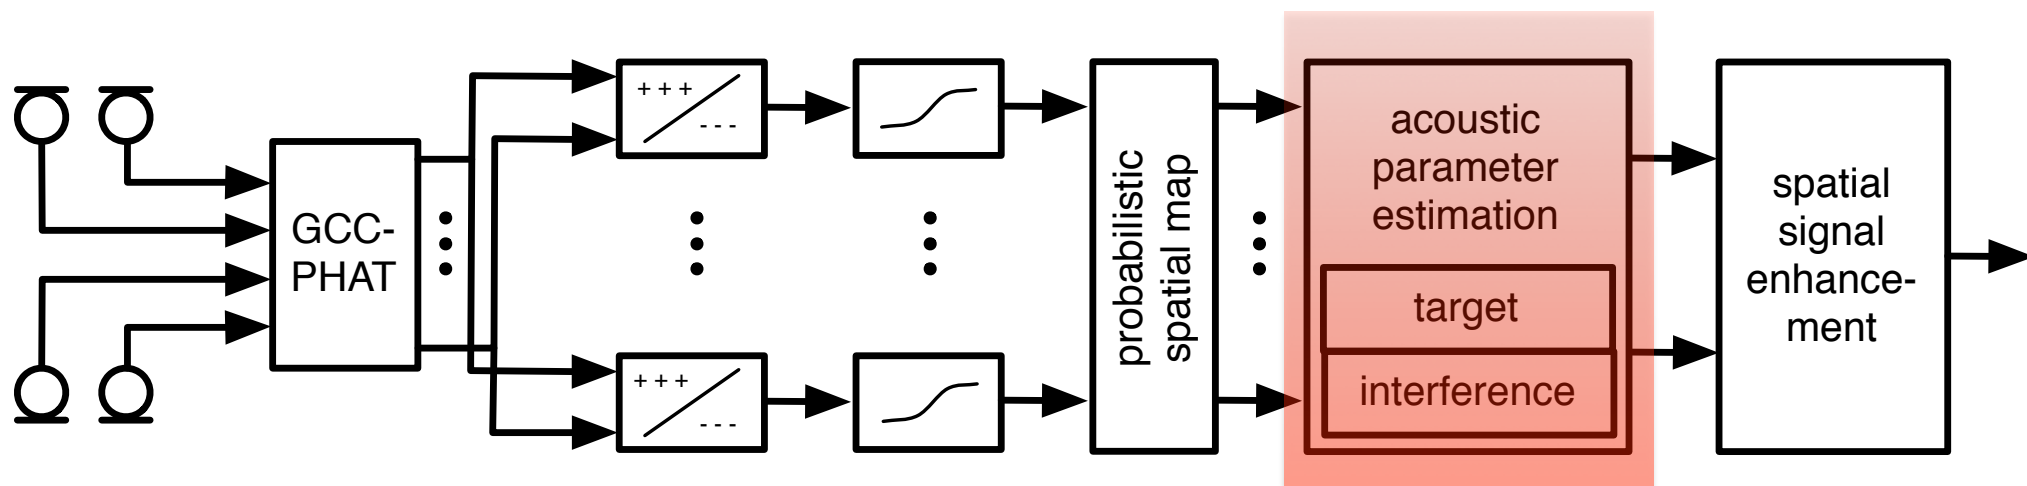 GCC-
PHAT
+ + +
- - -
+ + +
- - -
probabilistic
spatial map
acoustic
parameter
estimation
target
interference
spatial
signal
enhance-
ment